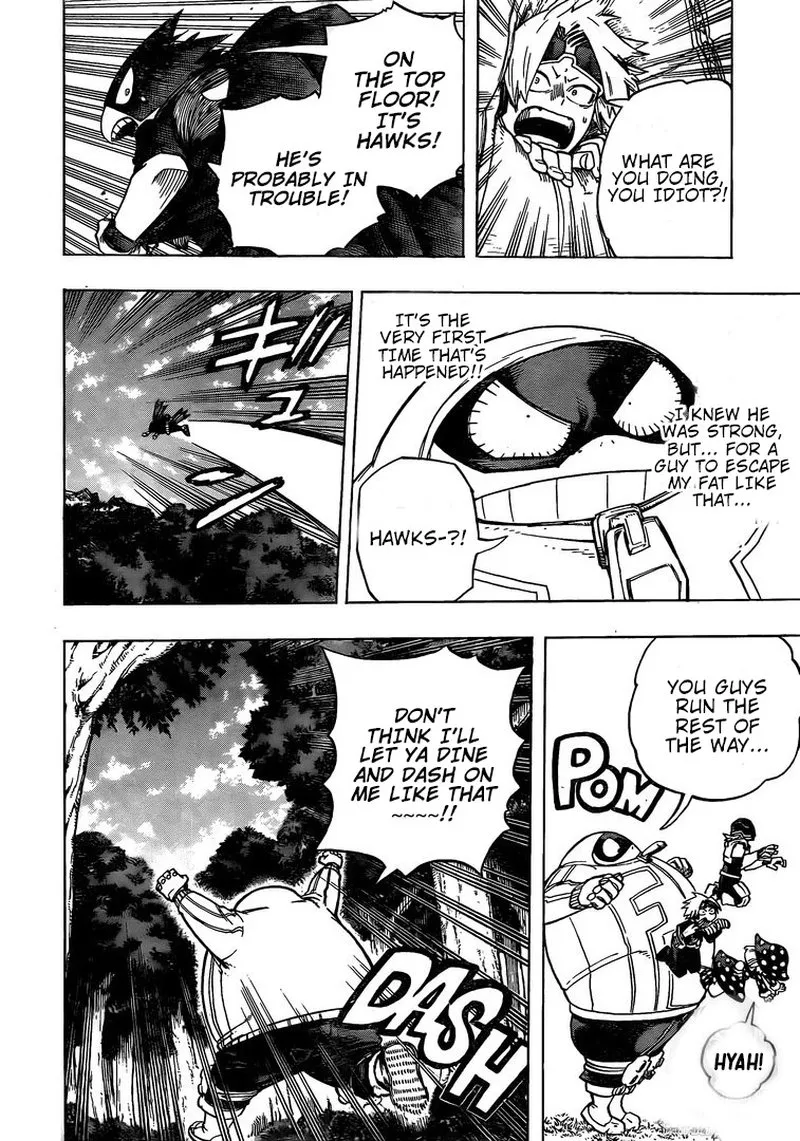 WHAT ARE
YOU DOING,
YOU IDIOT?!
ON
THE TOP
FLOOR!
IT'S
HAWKS!
HE'S
PROBABLY IN
TROUBLE!
IT'S THE
VERY FIRST
TIME THAT'S
HAPPENED!!
I KNEW HE
WAS STRONG,
BUT... FOR A
GUY TO ESCAPE
MY FAT LIKE
THAT...
HAWKS-?!
ギュン
YOU GUYS
RUN THE
REST OF
THE WAY...
POM
F
HYAH!
DON'T
THINK I'LL
LET YA DINE
AND DASH ON
ME LIKE THAT
~~~~!!
DASH